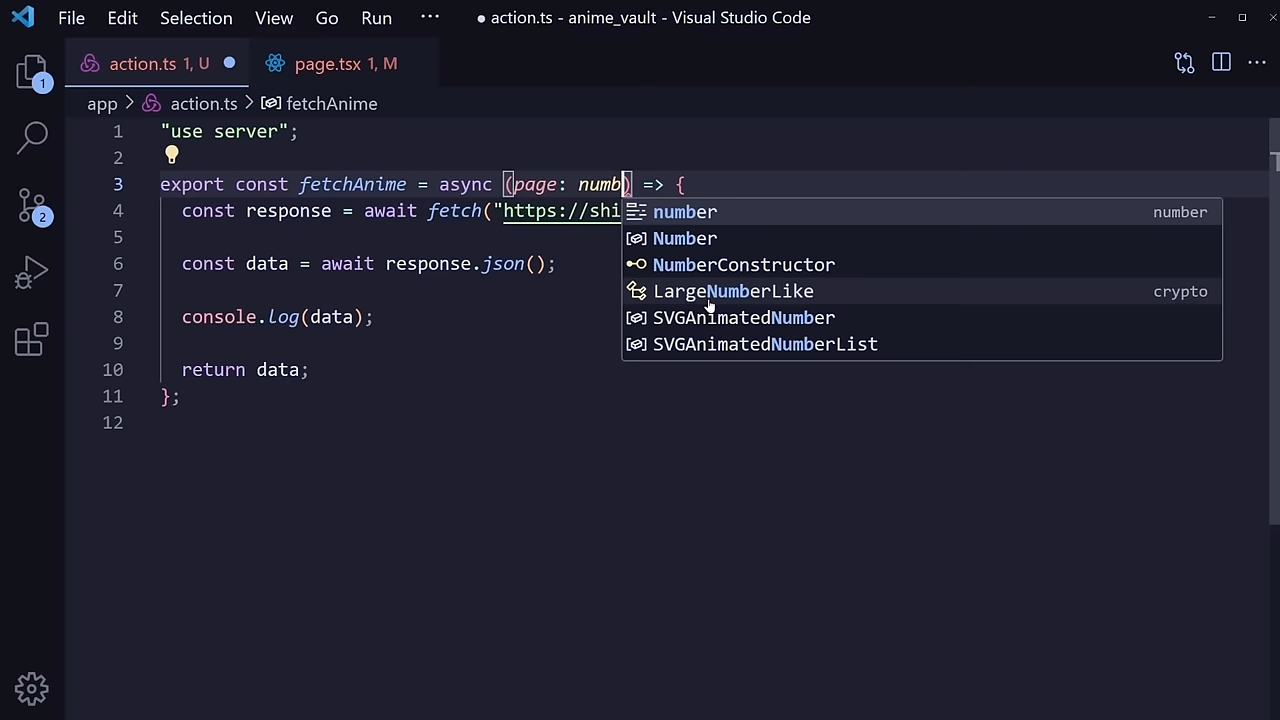 File Edit Selection View Go Run ··· ● action.ts - anime_vault - Visual Studio Code
action.ts 1, U page.tsx 1, M
app > action.ts > fetchAnime
1 "use server";
2
3 export const fetchAnime = async (page: numb) => {
4 const response = await fetch("https://shi
5
6 const data = await response.json();
7
8 console.log(data);
9
10 return data;
11 };
12
number number
Number
NumberConstructor
LargeNumberLike crypto
SVGAnimatedNumber
SVGAnimatedNumberList
1
2